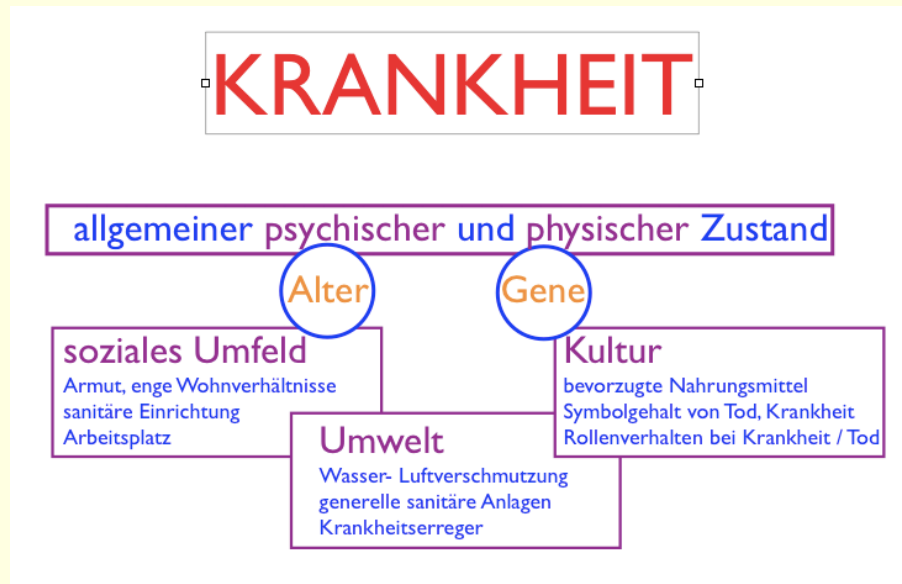 KRANKHEIT
allgemeiner psychischer und physischer Zustand
Alter
Gene
soziales Umfeld
Armut, enge Wohnverhältnisse
sanitäre Einrichtung
Arbeitsplatz
Umwelt
Wasser- Luftverschmutzung
generelle sanitäre Anlagen
Krankheitserreger
Kultur
bevorzugte Nahrungsmittel
Symbolgehalt von Tod, Krankheit
Rollenverhalten bei Krankheit / Tod